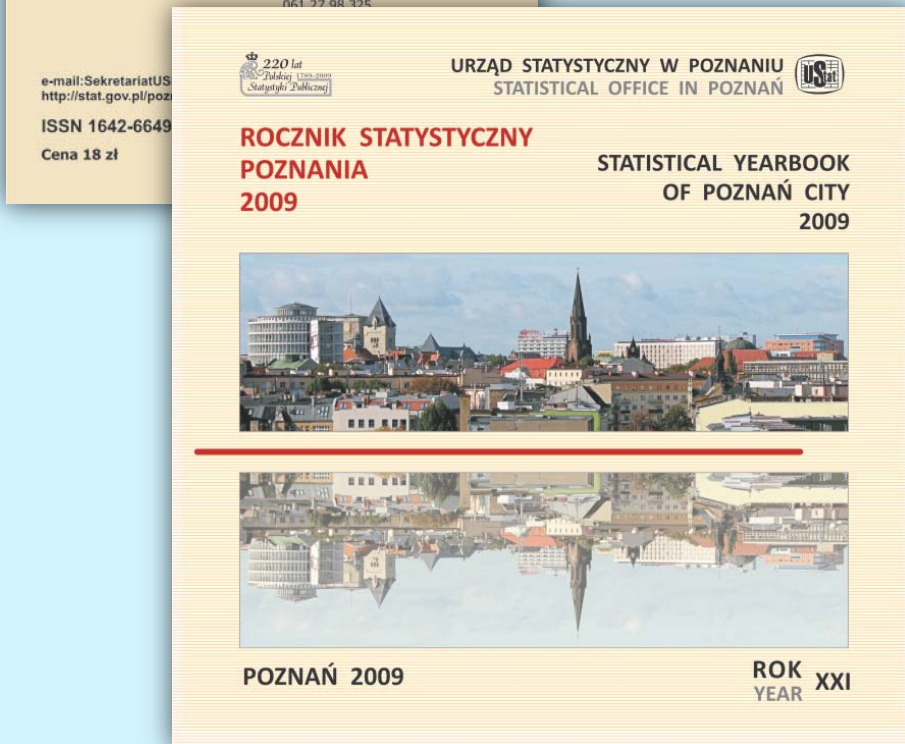 061 27 98 325
e-mail:SekretariatUS
http://stat.gov.pl/poz
ISSN 1642-6649
Cena 18 zł
220 lat
Polskiej 1789-2009
Statystyki Publicznej
URZĄD STATYSTYCZNY W POZNANIU
STATISTICAL OFFICE IN POZNAŃ
UStat
ROCZNIK STATYSTYCZNY
POZNANIA
2009
STATISTICAL YEARBOOK
OF POZNAŃ CITY
2009
POZNAŃ 2009
ROK
YEAR
XXI